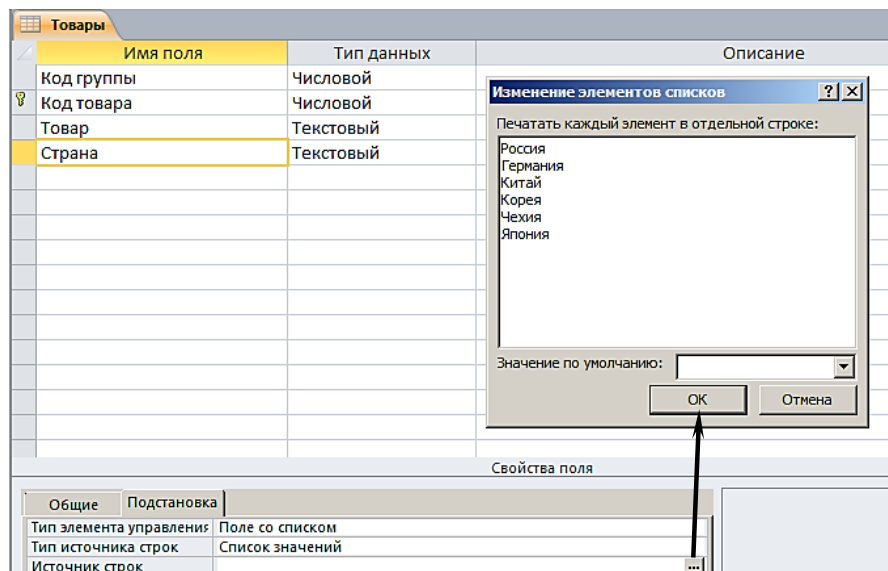 Товары
Имя поля Тип данных Описание
Код группы Числовой
Код товара Числовой
Товар Текстовый
Страна Текстовый
Изменение элементов списков
Печатать каждый элемент в отдельной строке:
Россия
Германия
Китай
Корея
Чехия
Япония
Значение по умолчанию:
ОК Отмена
Свойства поля
Общие Подстановка
Тип элемента управления Поле со списком
Тип источника строк Список значений
Источник строк ...